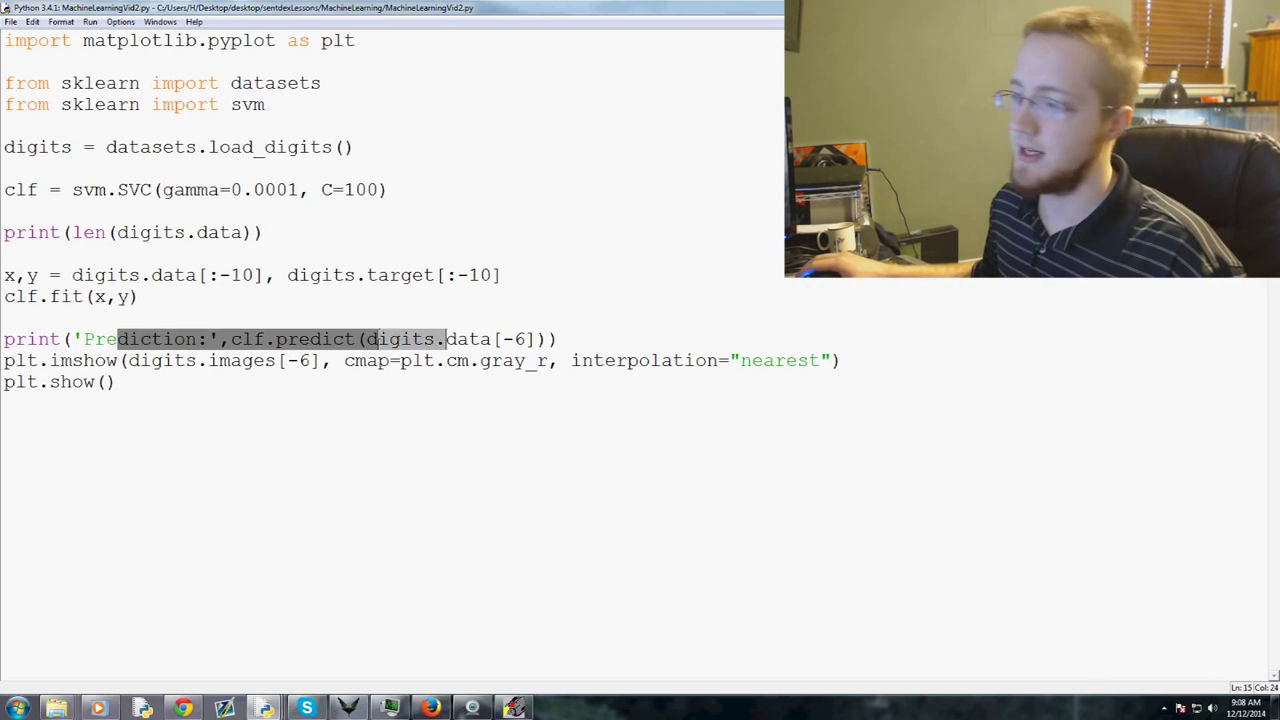 Python 3.4.1: MachineLearningVid2.py - C:/Users/H/Desktop/desktop/sentdexLessons/MachineLearning/MachineLearningVid2.py
File Edit Format Run Options Windows Help
import matplotlib.pyplot as plt
from sklearn import datasets
from sklearn import svm
digits = datasets.load_digits()
clf = svm.SVC(gamma=0.0001, C=100)
print(len(digits.data))
x,y = digits.data[:-10], digits.target[:-10]
clf.fit(x,y)
print('Prediction:',clf.predict(digits.data[-6]))
plt.imshow(digits.images[-6], cmap=plt.cm.gray_r, interpolation="nearest")
plt.show()
Ln: 15 Col: 24
9:08 AM
12/12/2014